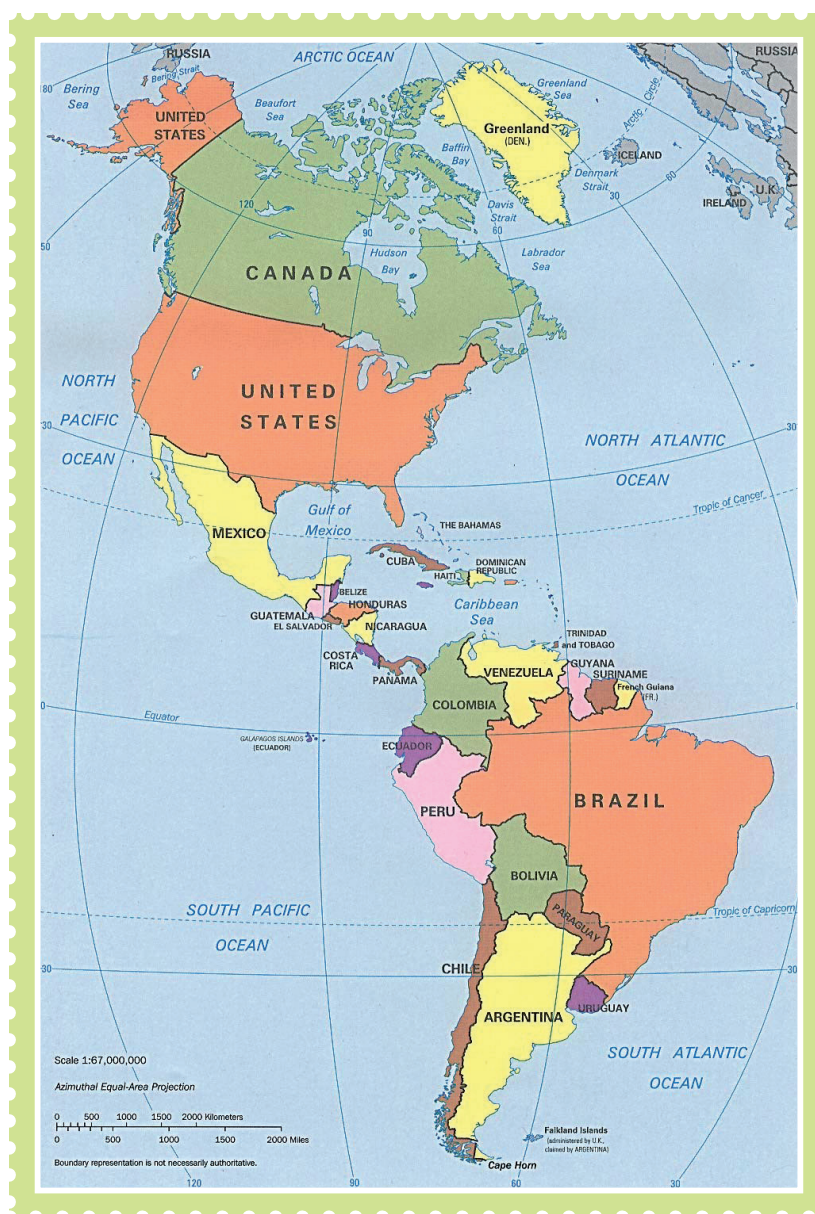 RUSSIA
ARCTIC OCEAN
RUSSIA
Bering Strait
180
Bering
Sea
Beaufort
Sea
Greenland
Sea
UNITED
STATES
Greenland
(DEN.)
Arctic Circle
Baffin
Bay
ICELAND
Denmark
Strait
U.K.
IRELAND
120
Davis
Strait
30
60
90
60
50
Hudson
Bay
Labrador
Sea
CANADA
NORTH
PACIFIC
OCEAN
UNITED
STATES
30
30
NORTH ATLANTIC
OCEAN
Tropic of Cancer
Gulf of
Mexico
MEXICO
THE BAHAMAS
CUBA
HAITI
DOMINICAN
REPUBLIC
BELIZE
HONDURAS
GUATEMALA
EL SALVADOR
NICARAGUA
Caribbean
Sea
COSTA
RICA
PANAMA
TRINIDAD
and TOBAGO
VENEZUELA
GUYANA
SURINAME
French Guiana
(FR.)
COLOMBIA
0
0
Equator
GALAPAGOS ISLANDS
(ECUADOR)
ECUADOR
PERU
BRAZIL
BOLIVIA
SOUTH PACIFIC
OCEAN
PARAGUAY
Tropic of Capricorn
30
CHILE
30
ARGENTINA
URUGUAY
SOUTH ATLANTIC
OCEAN
Scale 1:67,000,000
Azimuthal Equal-Area Projection
0 500 1000 1500 2000 Kilometers
0 500 1000 1500 2000 Miles
Boundary representation is not necessarily authoritative.
Falkland Islands
(administered by U.K.,
claimed by ARGENTINA)
Cape Horn
120
90
60
30